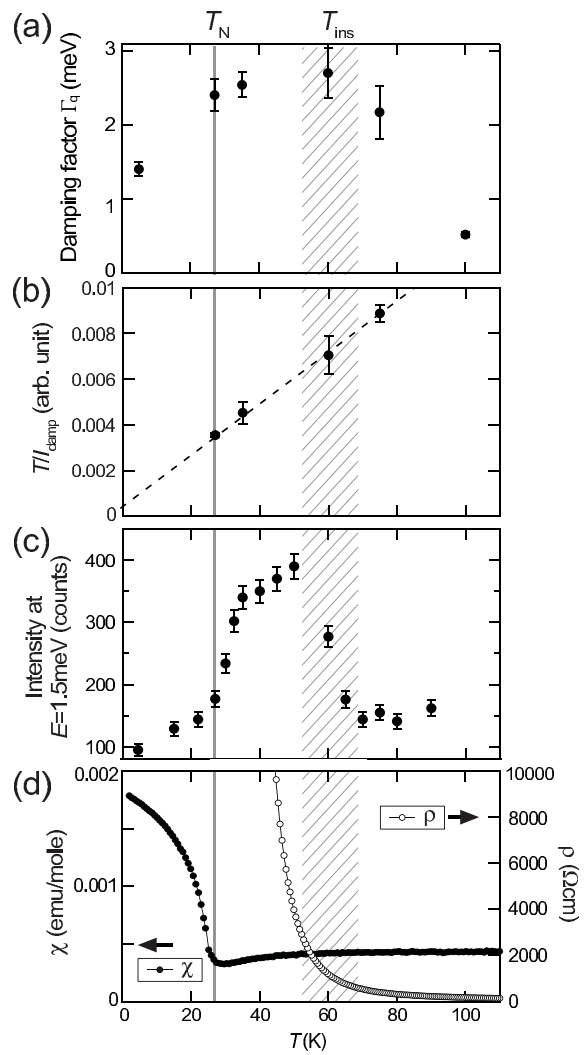 T_N T_ins
(a)
Damping factor Γ_q (meV)
3
2
1
0
(b)
T/I_damp (arb. unit)
0.01
0.008
0.006
0.004
0.002
0
(c)
Intensity at
E=1.5meV (counts)
400
300
200
100
(d)
χ (emu/mole)
0.002
0.001
0
χ
ρ
10000
8000
6000
4000
2000
0
ρ (Ωcm)
0 20 40 60 80 100
T(K)